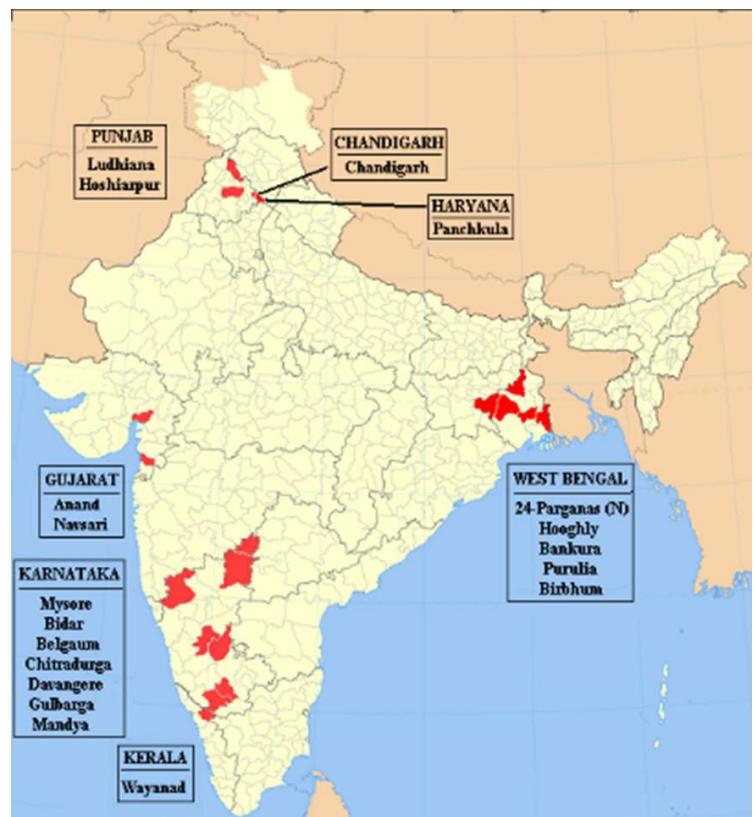 PUNJAB
Ludhiana
Hoshiarpur
CHANDIGARH
Chandigarh
HARYANA
Panchkula
GUJARAT
Anand
Navsari
WEST BENGAL
24-Parganas (N)
Hooghly
Bankura
Purulia
Birbhum
KARNATAKA
Mysore
Bidar
Belgaum
Chitradurga
Davangere
Gulbarga
Mandya
KERALA
Wayanad